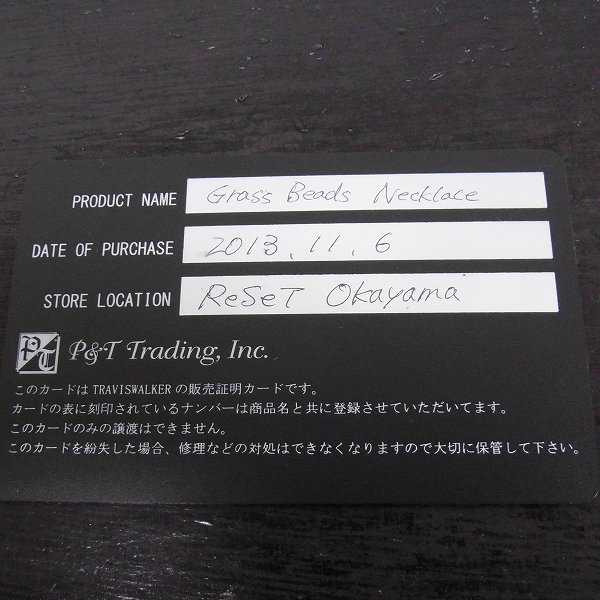 PRODUCT NAME Grass Beads Necklace
DATE OF PURCHASE 2013. 11. 6
STORE LOCATION ReSeT Okayama
PT P&T Trading, Inc.
このカードは TRAVISWALKER の販売証明カードです。
カードの表に刻印されているナンバーは商品名と共に登録させていただいてます。
このカードのみの譲渡はできません。
このカードを紛失した場合、修理などの対処はできなくなりますので大切に保管して下さい。